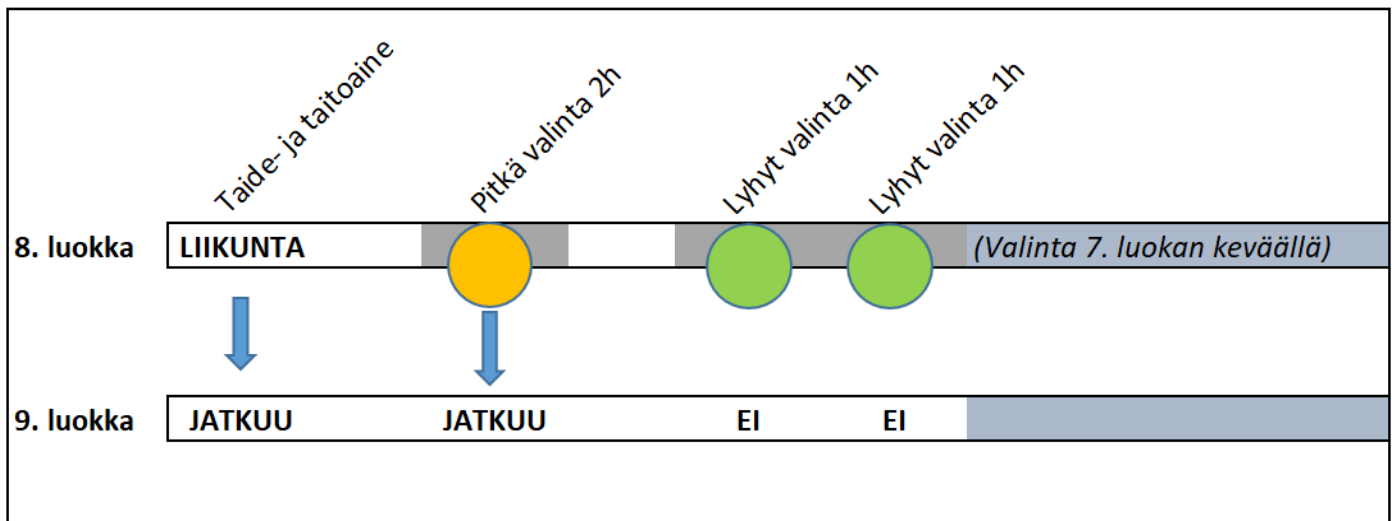 Taide- ja taitoaine
Pitkä valinta 2h
Lyhyt valinta 1h
Lyhyt valinta 1h
8. luokka
LIIKUNTA
(Valinta 7. luokan keväällä)
9. luokka
JATKUU
JATKUU
EI
EI